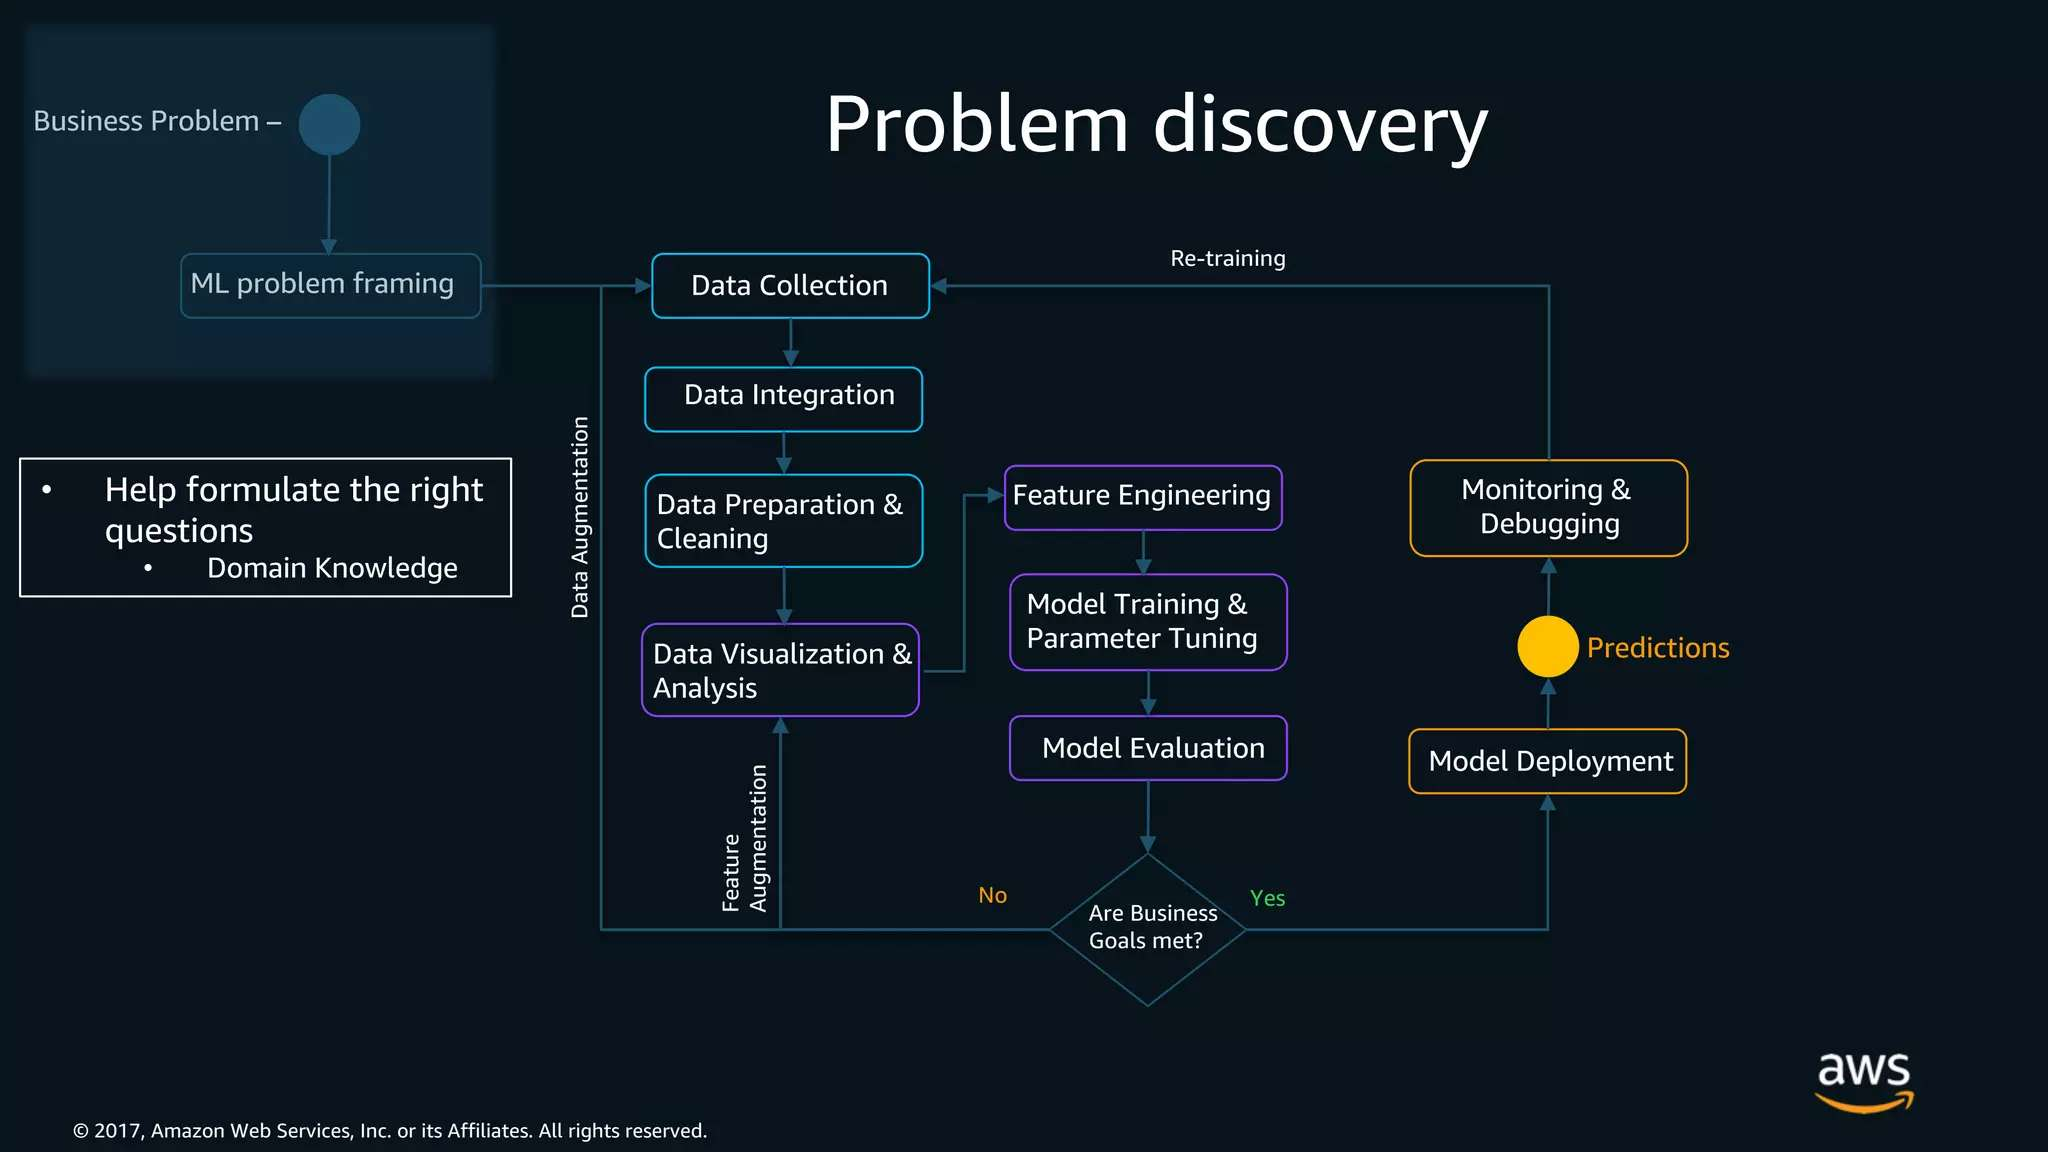 Problem discovery
Business Problem –
ML problem framing
• Help formulate the right
questions
• Domain Knowledge
Data Augmentation
Data Collection
Data Integration
Data Preparation &
Cleaning
Data Visualization &
Analysis
Feature
Augmentation
Re-training
Feature Engineering
Model Training &
Parameter Tuning
Model Evaluation
No
Are Business
Goals met?
Yes
Monitoring &
Debugging
Predictions
Model Deployment
aws
© 2017, Amazon Web Services, Inc. or its Affiliates. All rights reserved.